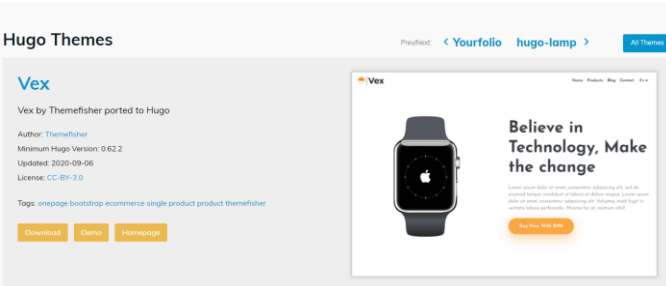 Hugo Themes
Prev/Next: < Yourfolio hugo-lamp >
All Themes
Vex
Vex by Themefisher ported to Hugo
Author: Themefisher
Minimum Hugo Version: 0.62.2
Updated: 2020-09-06
License: CC-BY-3.0
Tags: onepage bootstrap ecommerce single product product themefisher
Download Demo Homepage
Vex
Home Products Blog Contact
Believe in
Technology, Make
the change
Buy Now With $199